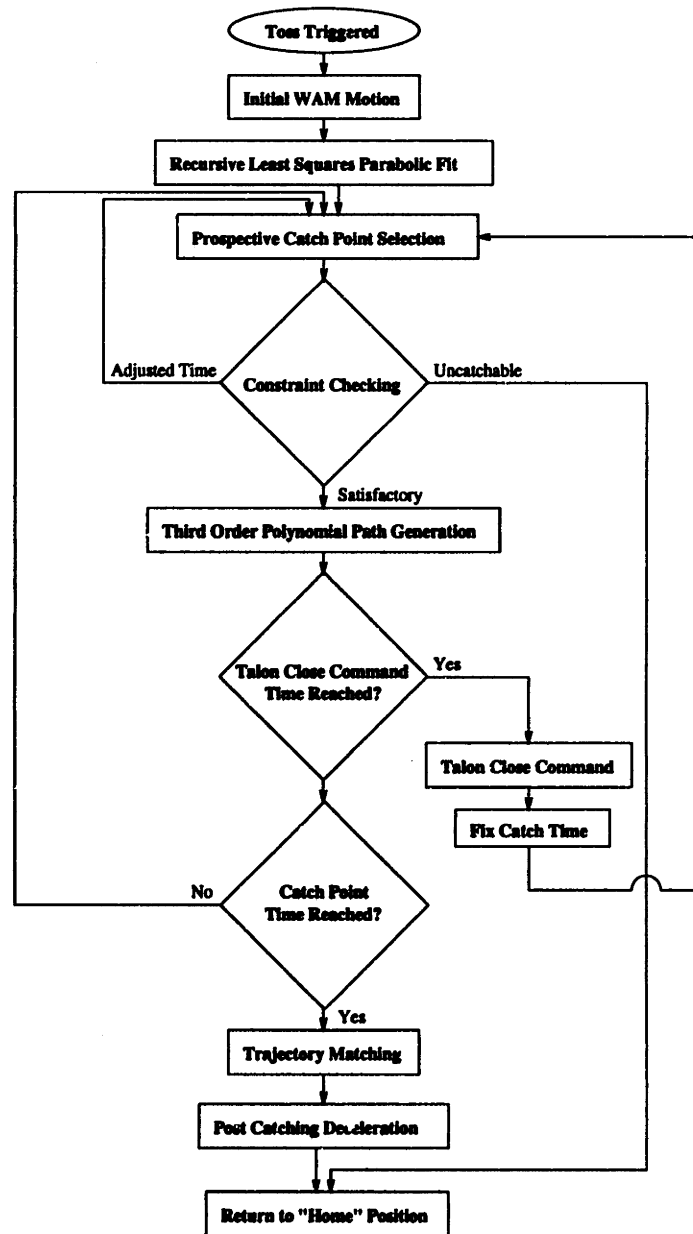 Toss Triggered
Initial WAM Motion
Recursive Least Squares Parabolic Fit
Prospective Catch Point Selection
Adjusted Time
Constraint Checking
Uncatchable
Satisfactory
Third Order Polynomial Path Generation
Talon Close Command
Time Reached?
Yes
Talon Close Command
Fix Catch Time
No
Catch Point
Time Reached?
Yes
Trajectory Matching
Post Catching Deceleration
Return to "Home" Position